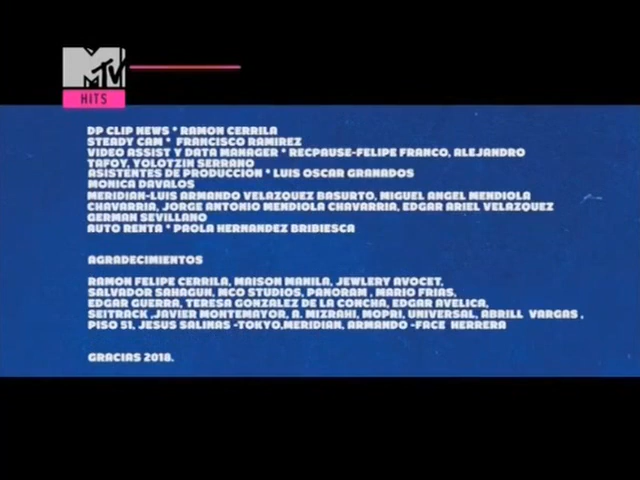 MTV
HITS
DP CLIP NEWS * RAMON CERRILA
STEADY CAM * FRANCISCO RAMIREZ
VIDEO ASSIST Y DATA MANAGER * RECPAUSE-FELIPE FRANCO, ALEJANDRO
TAFOY, YOLOTZIN SERRANO
ASISTENTES DE PRODUCCION * LUIS OSCAR GRANADOS
MONICA DAVALOS
MERIDIAN-LUIS ARMANDO VELAZQUEZ BASURTO, MIGUEL ANGEL MENDIOLA
CHAVARRIA, JORGE ANTONIO MENDIOLA CHAVARRIA, EDGAR ARIEL VELAZQUEZ
GERMAN SEVILLANO
AUTO RENTA * PAOLA HERNANDEZ BRIBIESCA
AGRADECIMIENTOS
RAMON FELIPE CERRILA, MAISON MANILA, JEWLERY AVOCET,
SALVADOR SAHAGUN, MCO STUDIOS, PANORAM , MARIO FRIAS,
EDGAR GUERRA, TERESA GONZALEZ DE LA CONCHA, EDGAR AVELICA,
SEITRACK ,JAVIER MONTEMAYOR, A. MIZRAHI, MOPRI, UNIVERSAL, ABRILL VARGAS ,
PISO 51, JESUS SALINAS -TOKYO,MERIDIAN, ARMANDO -FACE HERRERA
GRACIAS 2018.